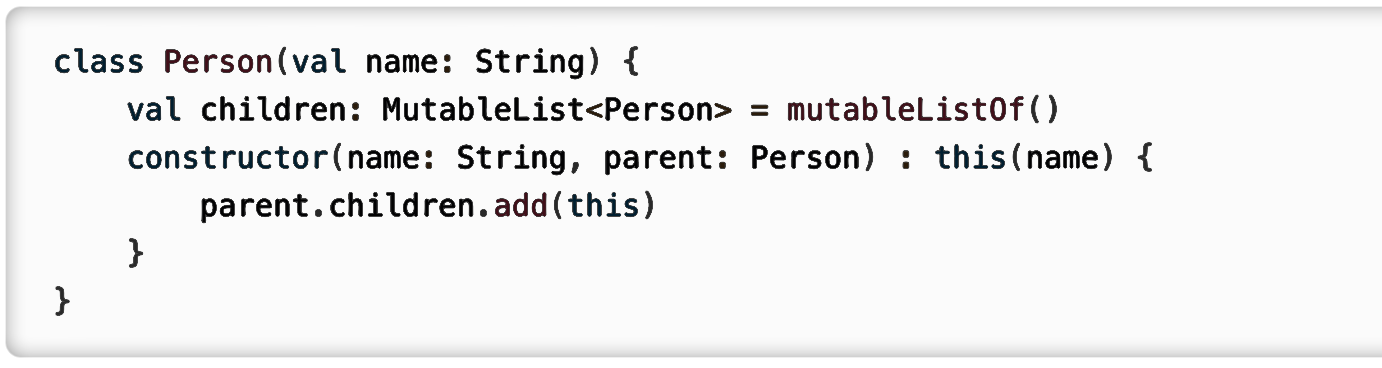 class Person(val name: String) {
    val children: MutableList<Person> = mutableListOf()
    constructor(name: String, parent: Person) : this(name) {
        parent.children.add(this)
    }
}